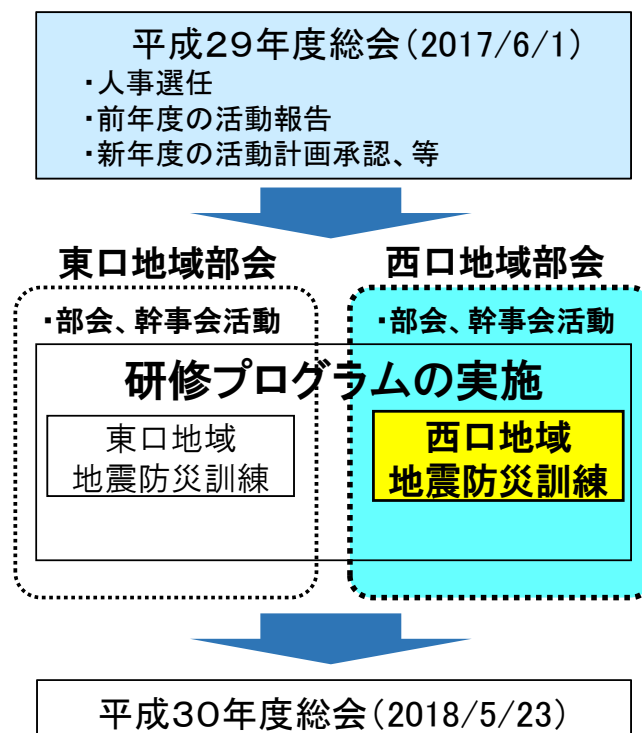 平成29年度総会(2017/6/1)
・人事選任
・前年度の活動報告
・新年度の活動計画承認、等
東口地域部会
西口地域部会
・部会、幹事会活動
・部会、幹事会活動
研修プログラムの実施
東口地域
地震防災訓練
西口地域
地震防災訓練
平成30年度総会(2018/5/23)